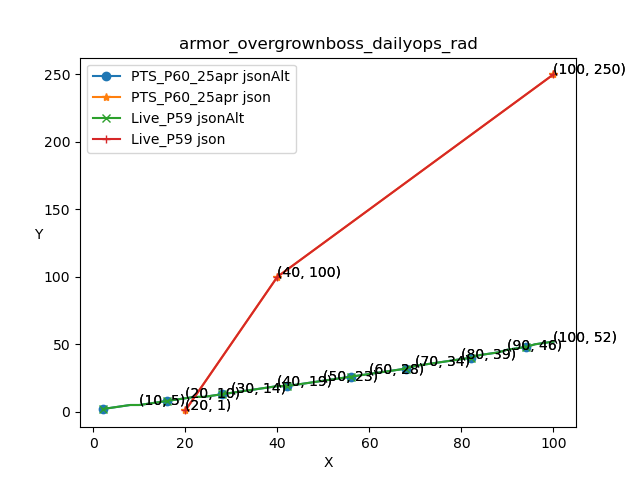 armor_overgrownboss_dailyops_rad
PTS_P60_25apr jsonAlt
PTS_P60_25apr json
Live_P59 jsonAlt
Live_P59 json
250
200
150
100
50
0
Y
(100, 250)
(40, 100)
(100, 52)
(90, 46)
(80, 39)
(70, 34)
(60, 28)
(50, 23)
(40, 19)
(30, 14)
(20, 10)
(10, 5)
(20, 1)
0 20 40 60 80 100
X